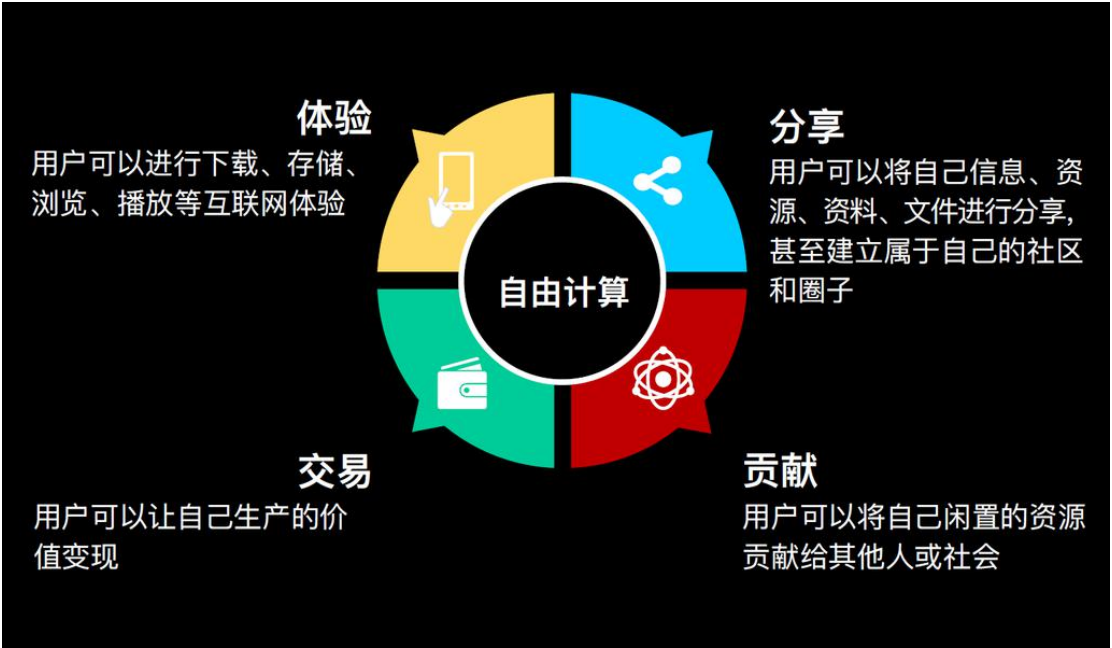 体验
用户可以进行下载、存储、
浏览、播放等互联网体验
分享
用户可以将自己信息、资
源、资料、文件进行分享,
甚至建立属于自己的社区
和圈子
自由计算
交易
用户可以让自己生产的价
值变现
贡献
用户可以将自己闲置的资源
贡献给其他人或社会